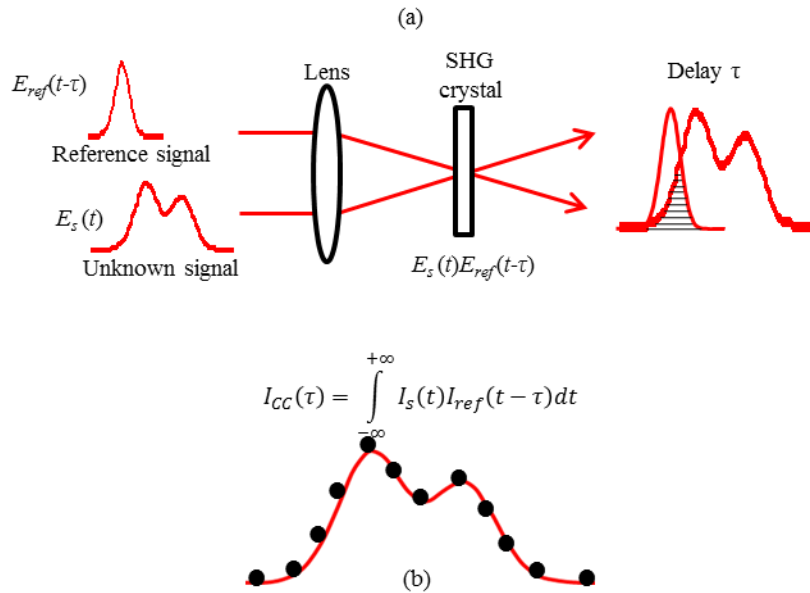 (a)
E_ref(t-τ)
Reference signal
E_s(t)
Unknown signal
Lens
SHG
crystal
E_s(t)E_ref(t-τ)
Delay τ
I_CC(τ) = ∫_{-∞}^{+∞} I_s(t)I_ref(t − τ)dt
(b)